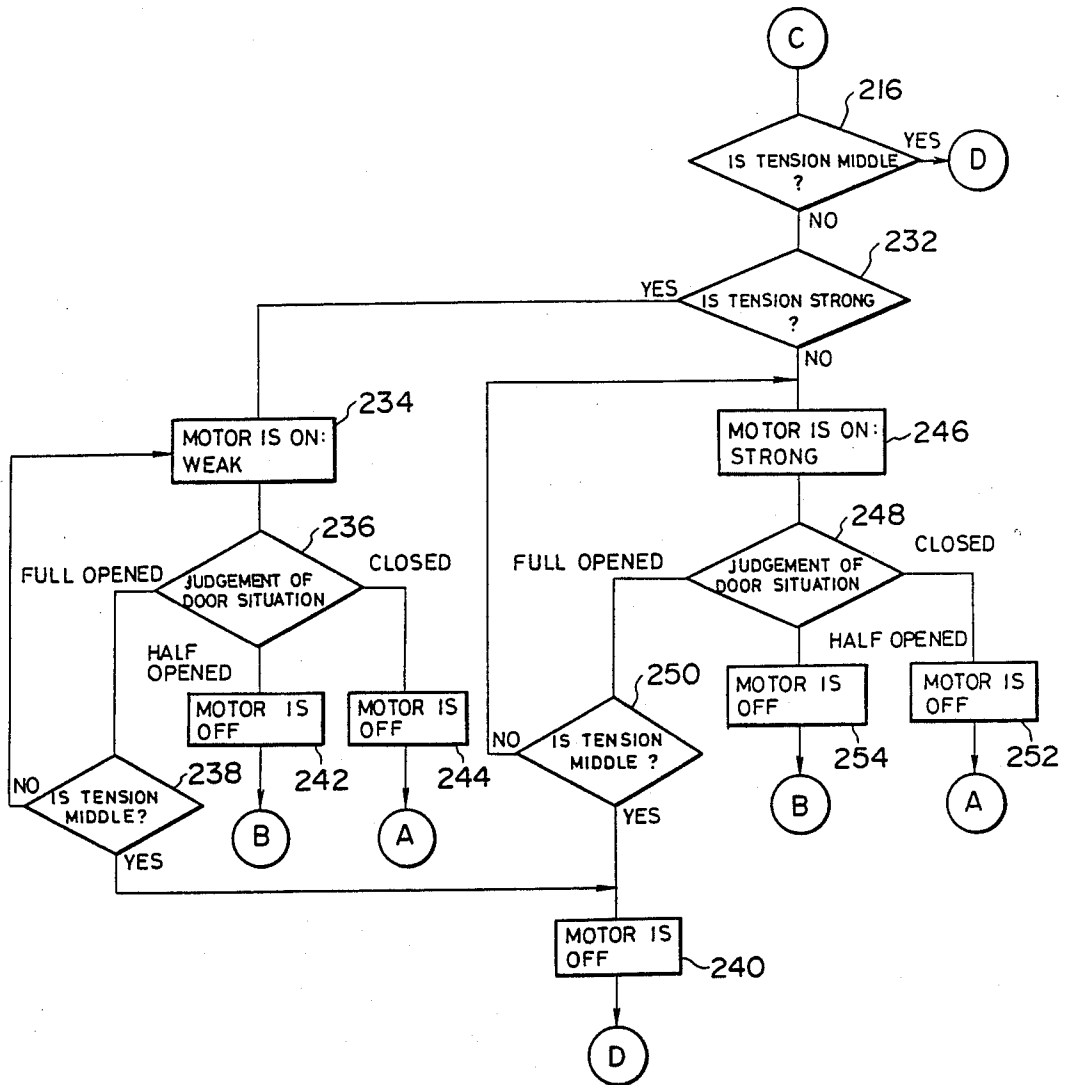 C
216
YES
IS TENSION MIDDLE
?
D
NO
232
YES
IS TENSION STRONG
?
NO
234
MOTOR IS ON:
WEAK
MOTOR IS ON:
STRONG
246
236
FULL OPENED
JUDGEMENT OF
DOOR SITUATION
CLOSED
HALF
OPENED
248
FULL OPENED
JUDGEMENT OF
DOOR SITUATION
CLOSED
HALF OPENED
MOTOR IS
OFF
242
MOTOR IS
OFF
244
250
NO
IS TENSION
MIDDLE ?
YES
MOTOR IS
OFF
254
MOTOR IS
OFF
252
238
NO
IS TENSION
MIDDLE?
YES
B
A
B
A
MOTOR IS
OFF
240
D